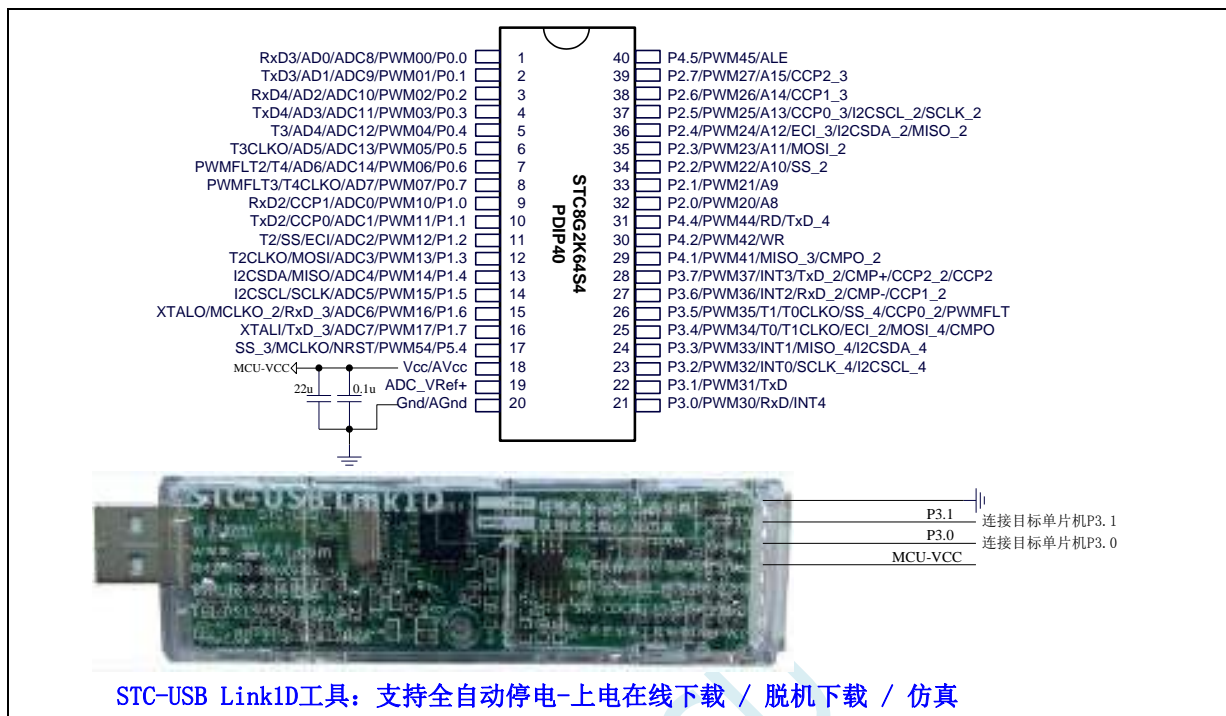 RxD3/AD0/ADC8/PWM00/P0.0 1 40 P4.5/PWM45/ALE
TxD3/AD1/ADC9/PWM01/P0.1 2 39 P2.7/PWM27/A15/CCP2_3
RxD4/AD2/ADC10/PWM02/P0.2 3 38 P2.6/PWM26/A14/CCP1_3
TxD4/AD3/ADC11/PWM03/P0.3 4 37 P2.5/PWM25/A13/CCP0_3/I2CSCL_2/SCLK_2
T3/AD4/ADC12/PWM04/P0.4 5 36 P2.4/PWM24/A12/ECI_3/I2CSDA_2/MISO_2
T3CLKO/AD5/ADC13/PWM05/P0.5 6 35 P2.3/PWM23/A11/MOSI_2
PWMFLT2/T4/AD6/ADC14/PWM06/P0.6 7 34 P2.2/PWM22/A10/SS_2
PWMFLT3/T4CLKO/AD7/PWM07/P0.7 8 33 P2.1/PWM21/A9
RxD2/CCP1/ADC0/PWM10/P1.0 9 32 P2.0/PWM20/A8
TxD2/CCP0/ADC1/PWM11/P1.1 10 31 P4.4/PWM44/RD/TxD_4
T2/SS/ECI/ADC2/PWM12/P1.2 11 30 P4.2/PWM42/WR
T2CLKO/MOSI/ADC3/PWM13/P1.3 12 29 P4.1/PWM41/MISO_3/CMPO_2
I2CSDA/MISO/ADC4/PWM14/P1.4 13 28 P3.7/PWM37/INT3/TxD_2/CMP+/CCP2_2/CCP2
I2CSCL/SCLK/ADC5/PWM15/P1.5 14 27 P3.6/PWM36/INT2/RxD_2/CMP-/CCP1_2
XTALO/MCLKO_2/RxD_3/ADC6/PWM16/P1.6 15 26 P3.5/PWM35/T1/T0CLKO/SS_4/CCP0_2/PWMFLT
XTALI/TxD_3/ADC7/PWM17/P1.7 16 25 P3.4/PWM34/T0/T1CLKO/ECI_2/MOSI_4/CMPO
SS_3/MCLKO/NRST/PWM54/P5.4 17 24 P3.3/PWM33/INT1/MISO_4/I2CSDA_4
MCU-VCC Vcc/AVcc 18 23 P3.2/PWM32/INT0/SCLK_4/I2CSCL_4
22u 0.1u ADC_VRef+ 19 22 P3.1/PWM31/TxD
Gnd/AGnd 20 21 P3.0/PWM30/RxD/INT4
STC8G2K64S4
PDIP40
STC-USB Link1D
P3.1 连接目标单片机P3.1
P3.0 连接目标单片机P3.0
MCU-VCC
STC-USB Link1D工具: 支持全自动停电-上电在线下载 / 脱机下载 / 仿真